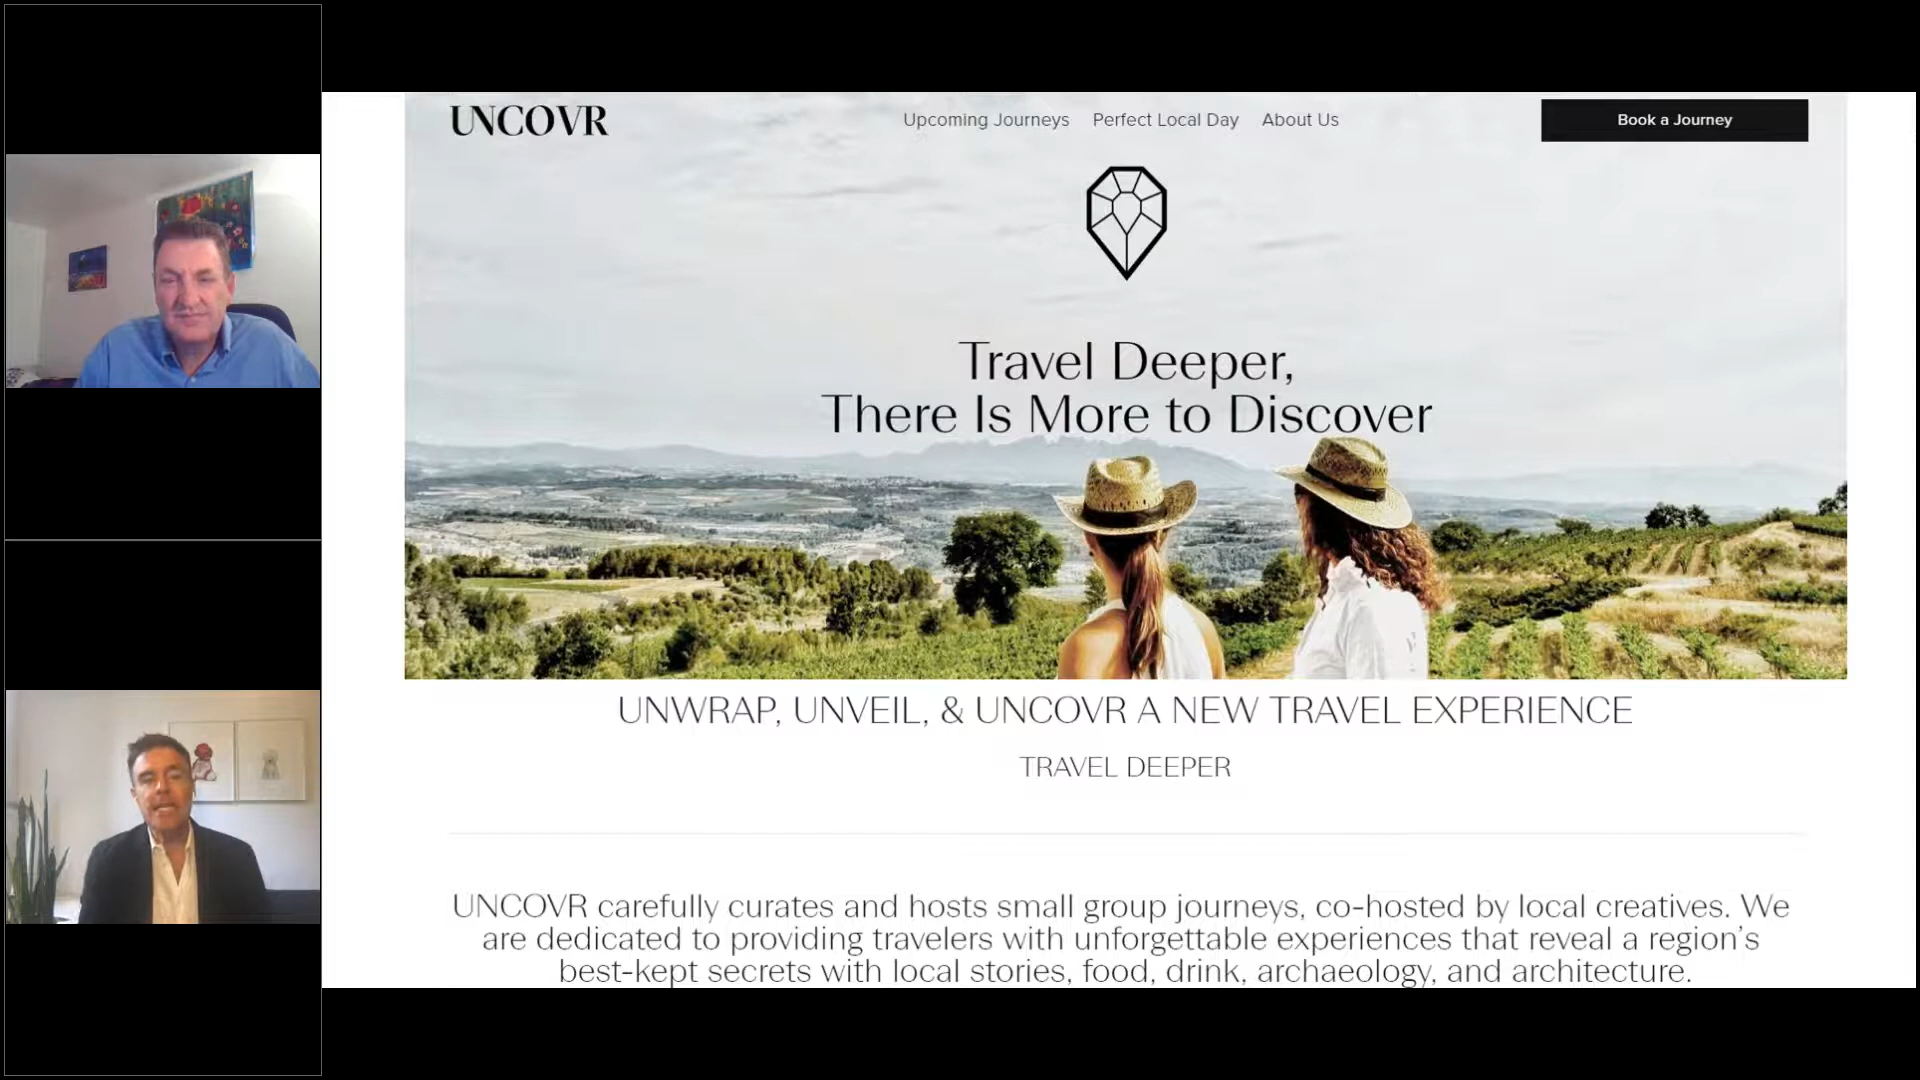 UNCOVR
Upcoming Journeys
Perfect Local Day
About Us
Book a Journey
Travel Deeper,
There Is More to Discover
UNWRAP, UNVEIL, & UNCOVR A NEW TRAVEL EXPERIENCE
TRAVEL DEEPER
UNCOVR carefully curates and hosts small group journeys, co-hosted by local creatives. We
are dedicated to providing travelers with unforgettable experiences that reveal a region's
best-kept secrets with local stories, food, drink, archaeology, and architecture.